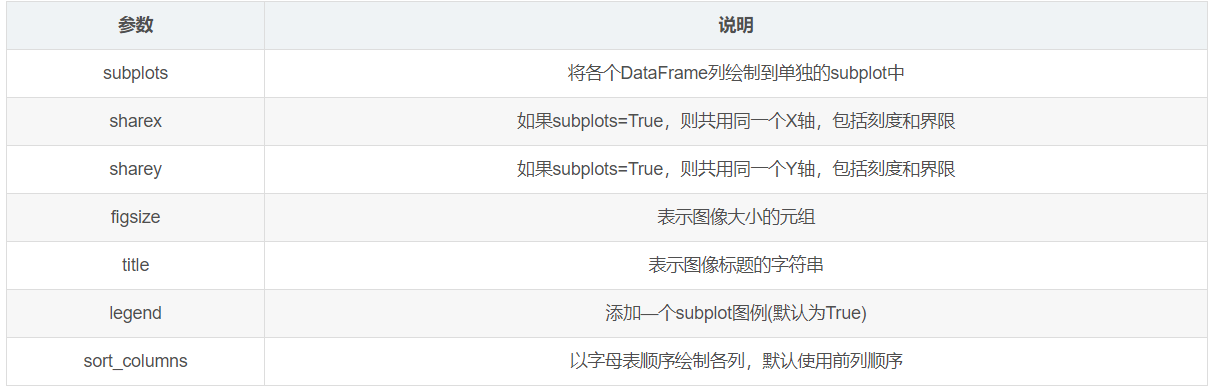 参数 说明
subplots 将各个DataFrame列绘制到单独的subplot中
sharex 如果subplots=True，则共用同一个X轴，包括刻度和界限
sharey 如果subplots=True，则共用同一个Y轴，包括刻度和界限
figsize 表示图像大小的元组
title 表示图像标题的字符串
legend 添加—个subplot图例(默认为True)
sort_columns 以字母表顺序绘制各列，默认使用前列顺序